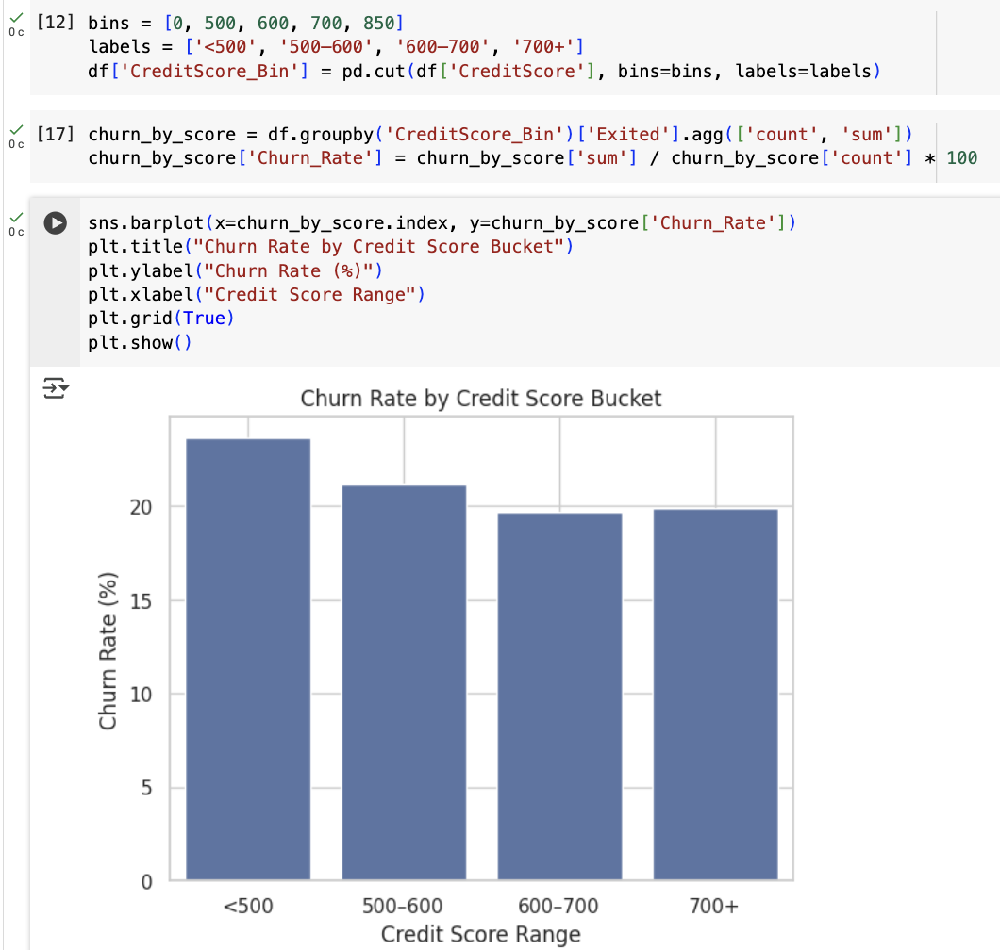 [12] bins = [0, 500, 600, 700, 850]
labels = ['<500', '500–600', '600–700', '700+']
df['CreditScore_Bin'] = pd.cut(df['CreditScore'], bins=bins, labels=labels)
0 с
[17] churn_by_score = df.groupby('CreditScore_Bin')['Exited'].agg(['count', 'sum'])
churn_by_score['Churn_Rate'] = churn_by_score['sum'] / churn_by_score['count'] * 100
0 с
sns.barplot(x=churn_by_score.index, y=churn_by_score['Churn_Rate'])
plt.title("Churn Rate by Credit Score Bucket")
plt.ylabel("Churn Rate (%)")
plt.xlabel("Credit Score Range")
plt.grid(True)
plt.show()
0 с
Churn Rate by Credit Score Bucket
Churn Rate (%)
20
15
10
5
0
<500 500–600 600–700 700+
Credit Score Range